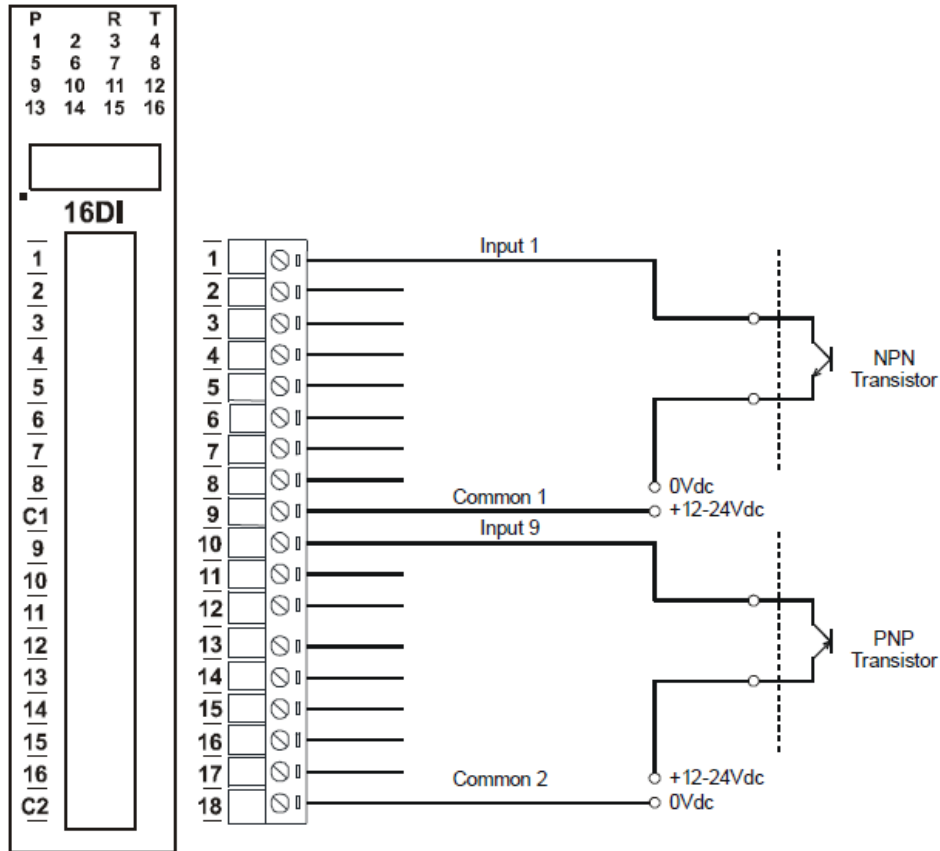 P R T
1 2 3 4
5 6 7 8
9 10 11 12
13 14 15 16
16DI
1
2
3
4
5
6
7
8
C1
9
10
11
12
13
14
15
16
C2
1
2
3
4
5
6
7
8
9
10
11
12
13
14
15
16
17
18
Input 1
NPN
Transistor
0Vdc
Common 1
+12-24Vdc
Input 9
PNP
Transistor
+12-24Vdc
Common 2
0Vdc